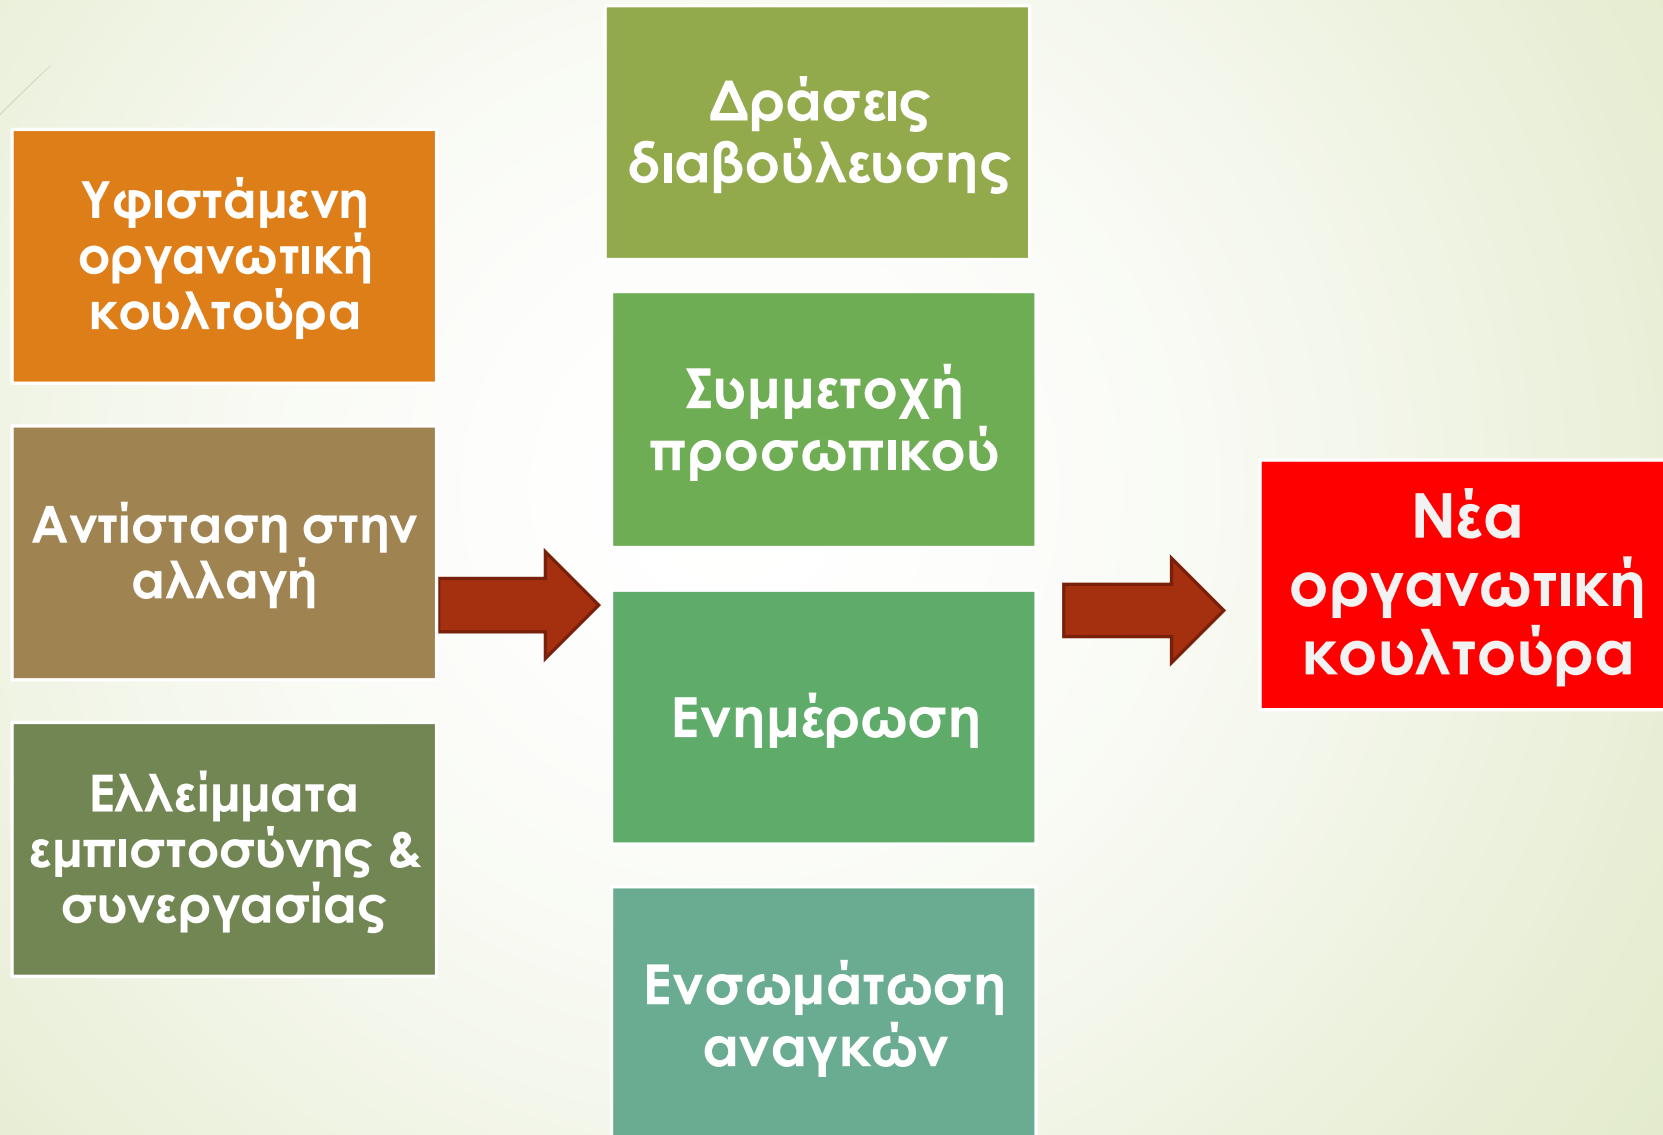 Υφιστάμενη
οργανωτική
κουλτούρα
Αντίσταση στην
αλλαγή
Ελλείμματα
εμπιστοσύνης &
συνεργασίας
Δράσεις
διαβούλευσης
Συμμετοχή
προσωπικού
Ενημέρωση
Ενσωμάτωση
αναγκών
Νέα
οργανωτική
κουλτούρα